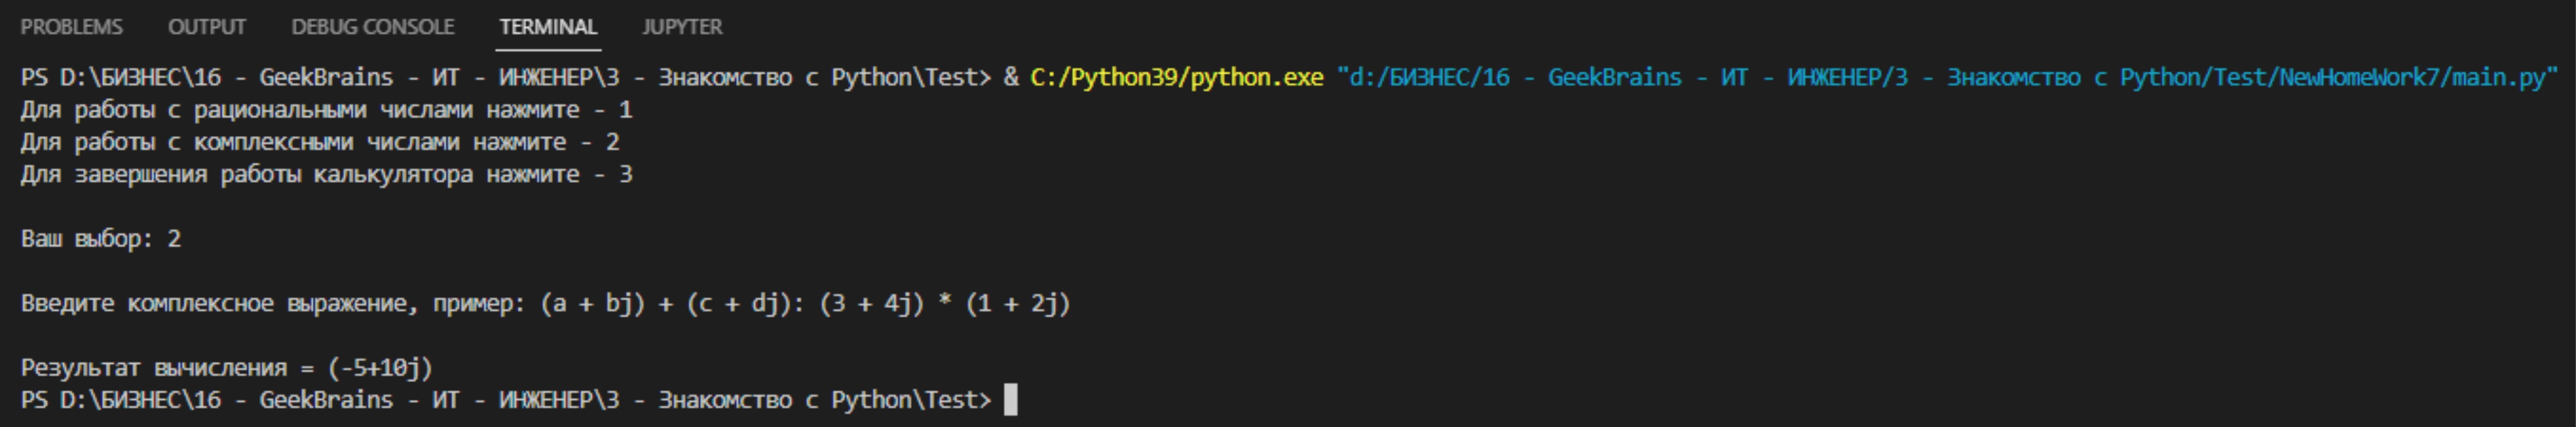 PROBLEMS OUTPUT DEBUG CONSOLE TERMINAL JUPYTER
PS D:\БИЗНЕС\16 - GeekBrains - ИТ - ИНЖЕНЕР\3 - Знакомство с Python\Test> & C:/Python39/python.exe "d:/БИЗНЕС/16 - GeekBrains - ИТ - ИНЖЕНЕР/3 - Знакомство с Python/Test/NewHomeWork7/main.py"
Для работы с рациональными числами нажмите - 1
Для работы с комплексными числами нажмите - 2
Для завершения работы калькулятора нажмите - 3
Ваш выбор: 2
Введите комплексное выражение, пример: (a + bj) + (c + dj): (3 + 4j) * (1 + 2j)
Результат вычисления = (-5+10j)
PS D:\БИЗНЕС\16 - GeekBrains - ИТ - ИНЖЕНЕР\3 - Знакомство с Python\Test>